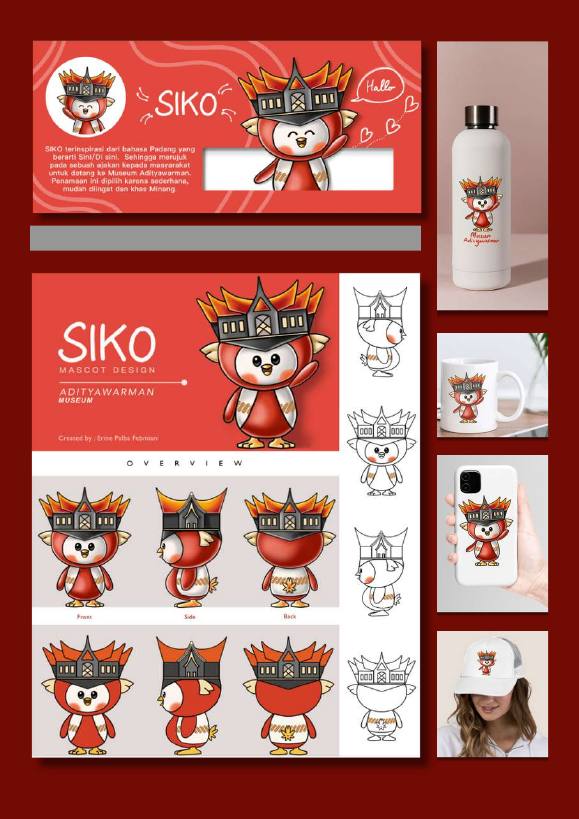 SIKO
Hallo
SIKO terinspirasi dari bahasa Padang yang
berarti Sini/Di sini. Sehingga merujuk
pada sebuah ajakan kepada masyarakat
untuk datang ke Museum Adityawarman.
Penamaan ini dipilih karena sederhana,
mudah diingat dan khas Minang.
Museum
Adityawarman
SIKO
MASCOT DESIGN
ADITYAWARMAN
MUSEUM
Created by : Erine Palba Febriani
OVERVIEW
Front
Side
Back